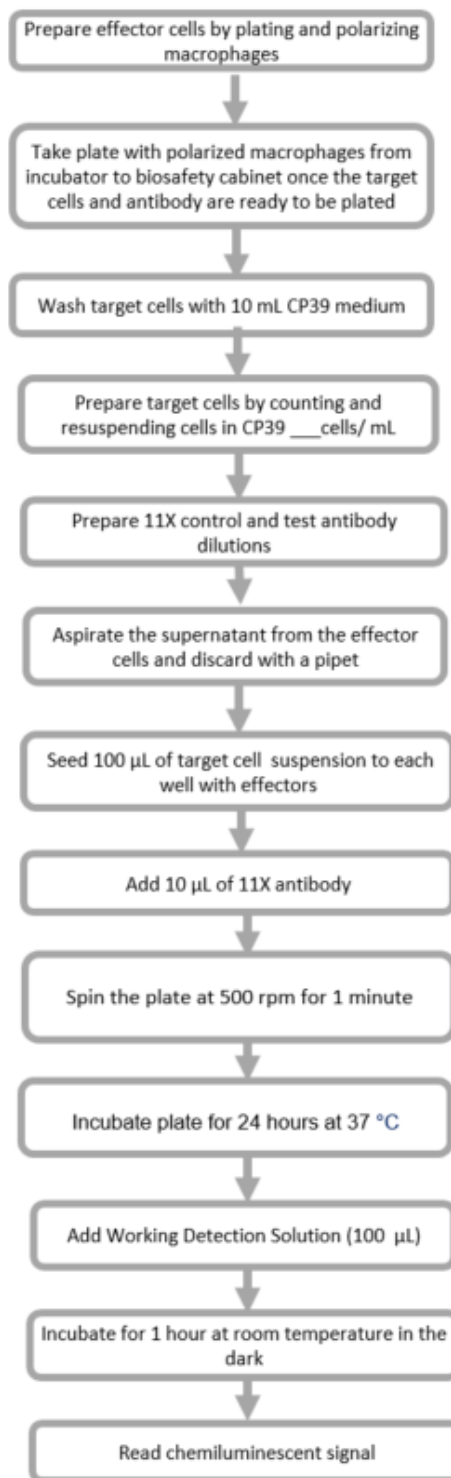 Prepare effector cells by plating and polarizing
macrophages
Take plate with polarized macrophages from
incubator to biosafety cabinet once the target
cells and antibody are ready to be plated
Wash target cells with 10 mL CP39 medium
Prepare target cells by counting and
resuspending cells in CP39 ___cells/ mL
Prepare 11X control and test antibody
dilutions
Aspirate the supernatant from the effector
cells and discard with a pipet
Seed 100 µL of target cell suspension to each
well with effectors
Add 10 µL of 11X antibody
Spin the plate at 500 rpm for 1 minute
Incubate plate for 24 hours at 37 °C
Add Working Detection Solution (100 µL)
Incubate for 1 hour at room temperature in the
dark
Read chemiluminescent signal